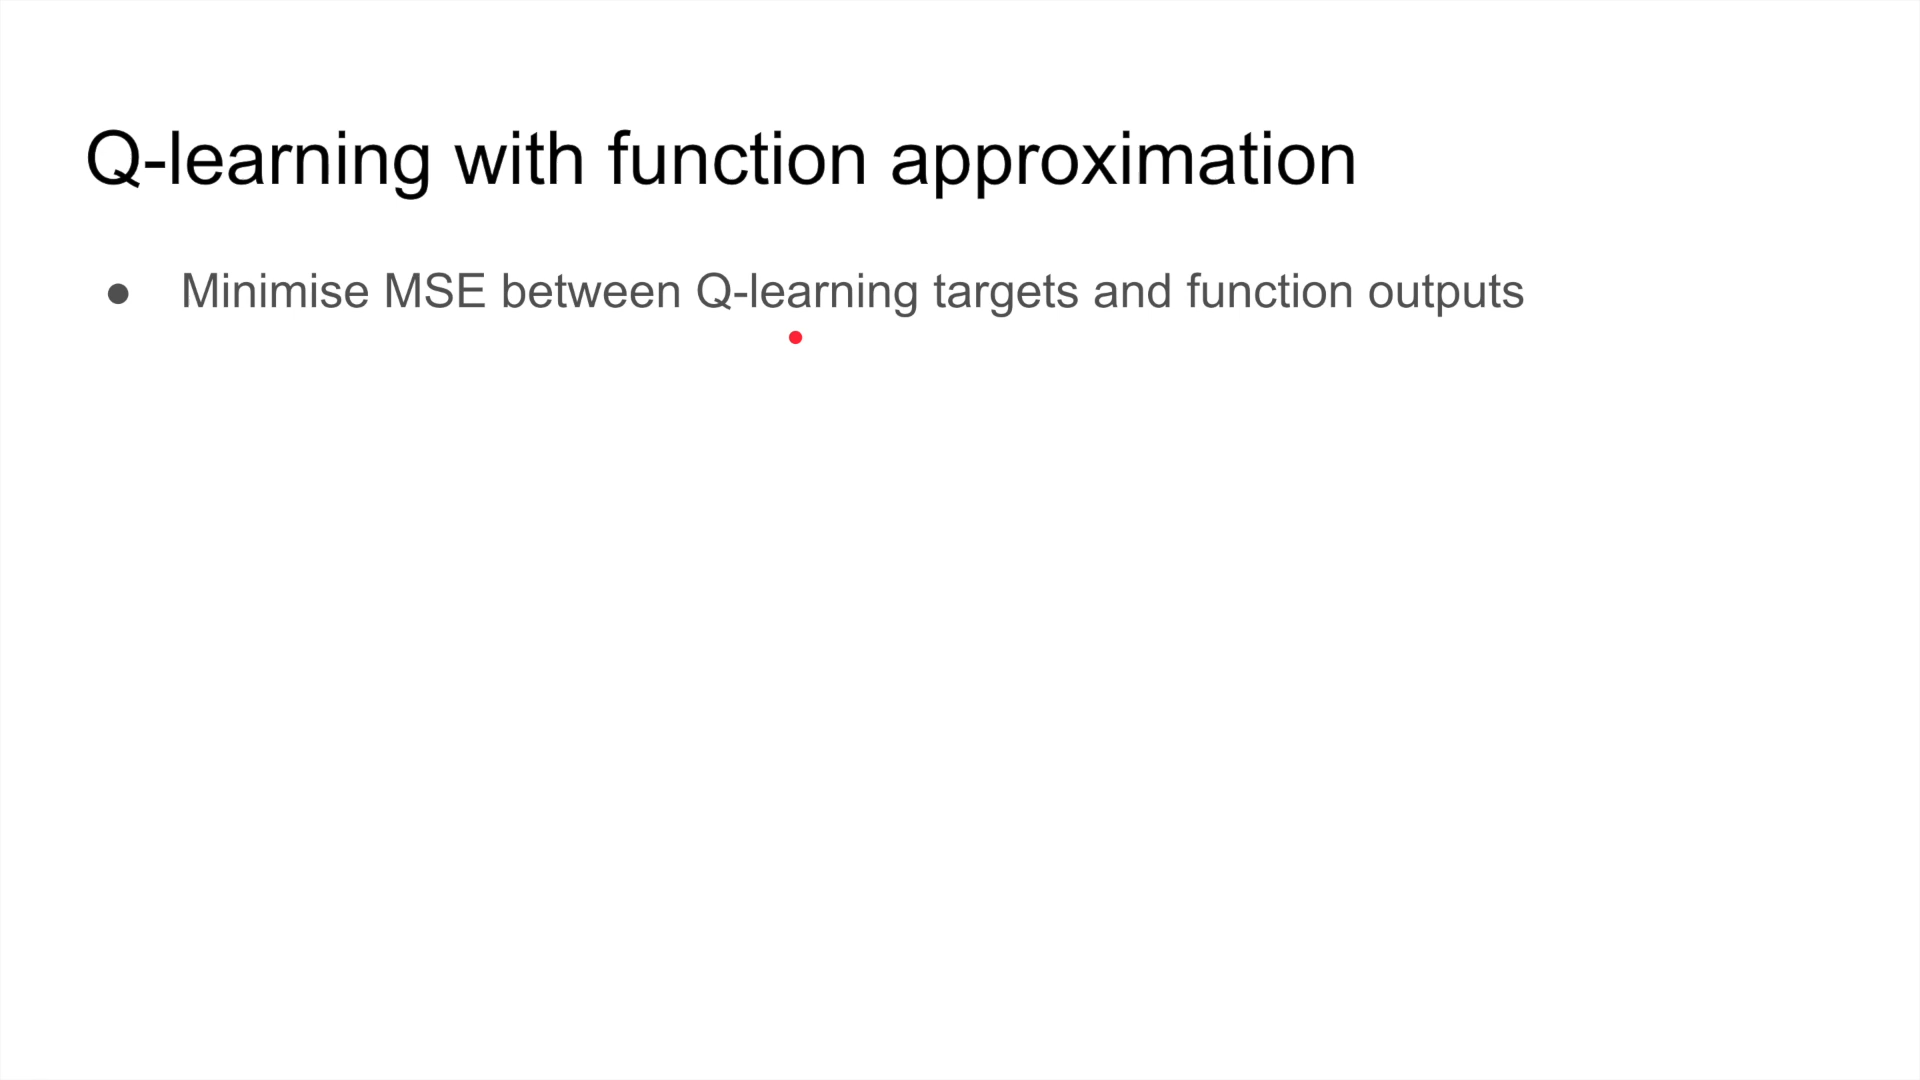 Q-learning with function approximation
● Minimise MSE between Q-learning targets and function outputs